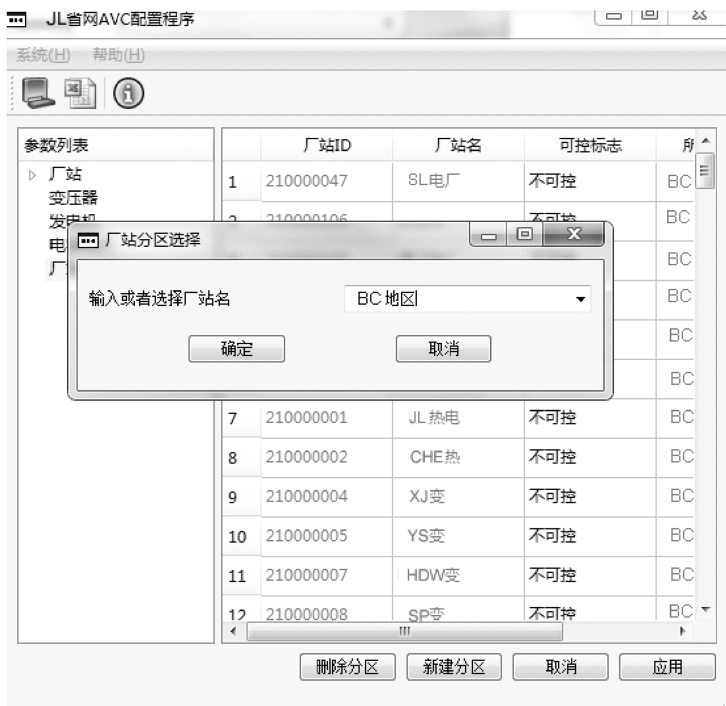 JL省网AVC配置程序
系统(H) 帮助(H)
参数列表
厂站
变压器
发电机
厂站ID 厂站名 可控标志
1 210000047 SL电厂 不可控 BC
210000106 不可控 BC
BC
BC
BC
BC
厂站分区选择
输入或者选择厂站名 BC地区
确定 取消
7 210000001 JL热电 不可控 BC
8 210000002 CHE热 不可控 BC
9 210000004 XJ变 不可控 BC
10 210000005 YS变 不可控 BC
11 210000007 HDW变 不可控 BC
12 210000008 SP变 不可控 BC
删除分区 新建分区 取消 应用